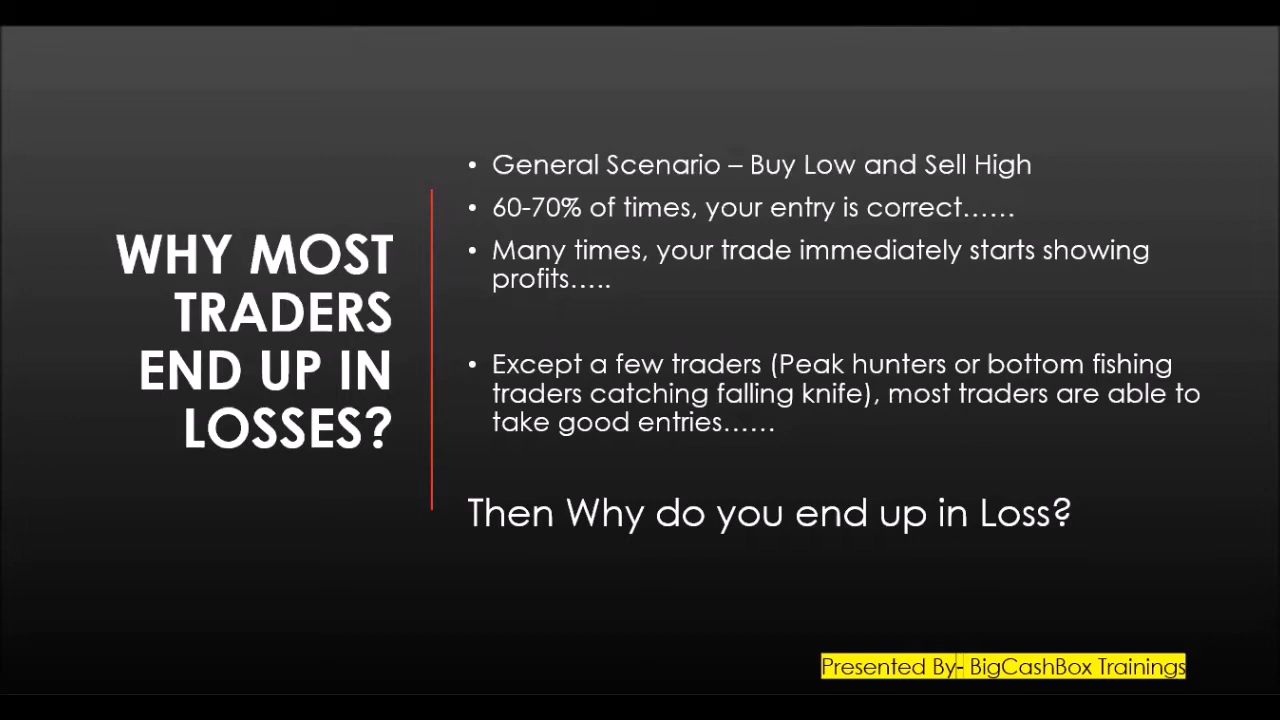 WHY MOST
TRADERS
END UP IN
LOSSES?
• General Scenario – Buy Low and Sell High
• 60-70% of times, your entry is correct……
• Many times, your trade immediately starts showing
profits…..
• Except a few traders (Peak hunters or bottom fishing
traders catching falling knife), most traders are able to
take good entries……
Then Why do you end up in Loss?
Presented By- BigCashBox Trainings